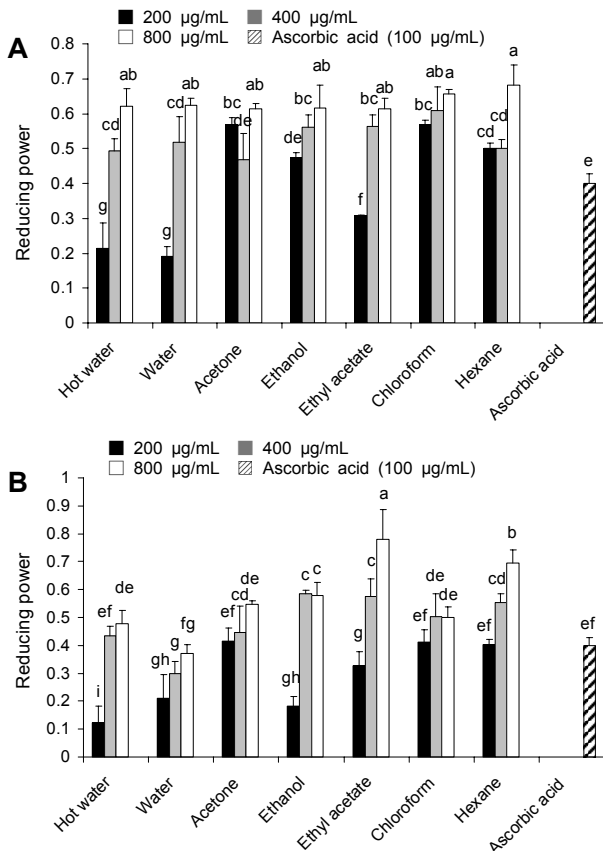 200 µg/mL 400 µg/mL
800 µg/mL Ascorbic acid (100 µg/mL)
A
0.8
0.7
0.6
0.5
0.4
0.3
0.2
0.1
0
Reducing power
g cd ab
g cd ab
bc de ab
de bc ab
f bc ab
bc ab a
cd cd a
e
Hot water
Water
Acetone
Ethanol
Ethyl acetate
Chloroform
Hexane
Ascorbic acid
200 µg/mL 400 µg/mL
800 µg/mL Ascorbic acid (100 µg/mL)
B
1
0.9
0.8
0.7
0.6
0.5
0.4
0.3
0.2
0.1
0
Reducing power
i ef de
gh g fg
ef cd de
gh c c
g c a
ef de de
ef cd b
ef
Hot water
Water
Acetone
Ethanol
Ethyl acetate
Chloroform
Hexane
Ascorbic acid